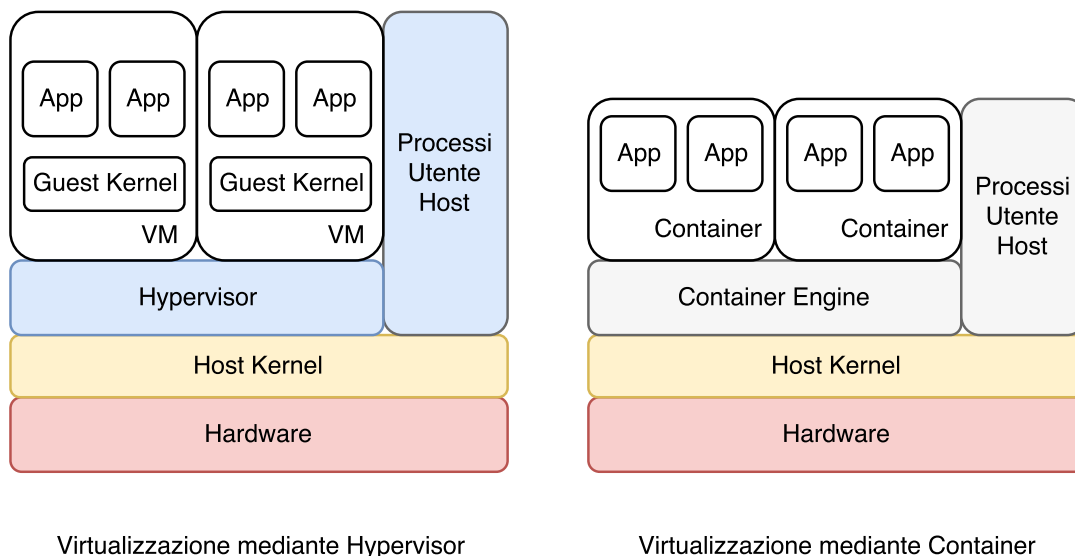 App
App
App
App
Guest Kernel
Guest Kernel
VM
VM
Processi
Utente
Host
Hypervisor
Host Kernel
Hardware
Virtualizzazione mediante Hypervisor
App
App
App
App
Container
Container
Processi
Utente
Host
Container Engine
Host Kernel
Hardware
Virtualizzazione mediante Container